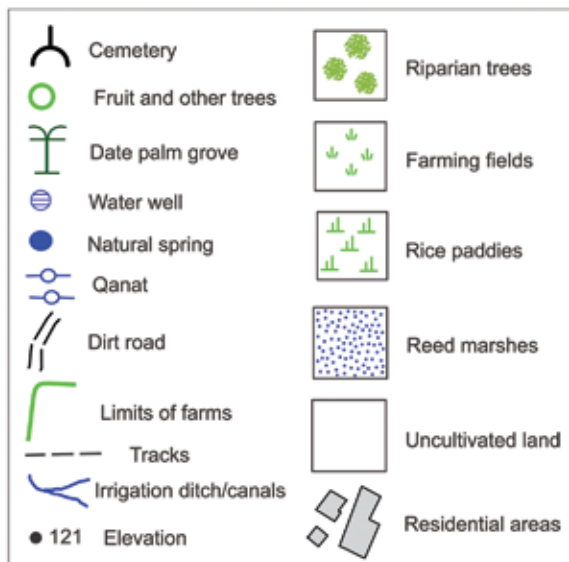 Cemetery
Fruit and other trees
Date palm grove
Water well
Natural spring
Qanat
Dirt road
Limits of farms
Tracks
Irrigation ditch/canals
121 Elevation
Riparian trees
Farming fields
Rice paddies
Reed marshes
Uncultivated land
Residential areas